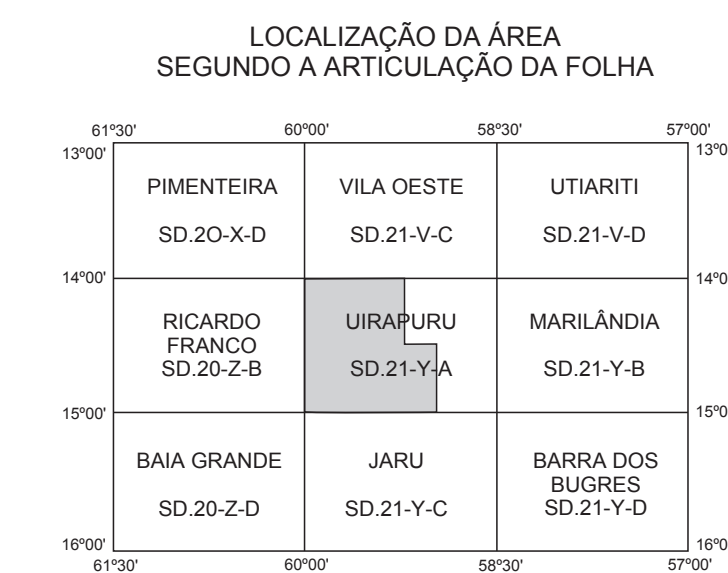 LOCALIZAÇÃO DA ÁREA
SEGUNDO A ARTICULAÇÃO DA FOLHA
61º30' 60º00' 58º30' 57º00'
13º00' 13º0
PIMENTEIRA VILA OESTE UTIARITI
SD.2O-X-D SD.21-V-C SD.21-V-D
14º00' 14º0
RICARDO
FRANCO
SD.20-Z-B
UIRAPURU
SD.21-Y-A
MARILÂNDIA
SD.21-Y-B
15º00' 15º0
BAIA GRANDE
SD.20-Z-D
JARU
SD.21-Y-C
BARRA DOS
BUGRES
SD.21-Y-D
16º00' 16º0
61º30' 60º00' 58º30' 57º00'